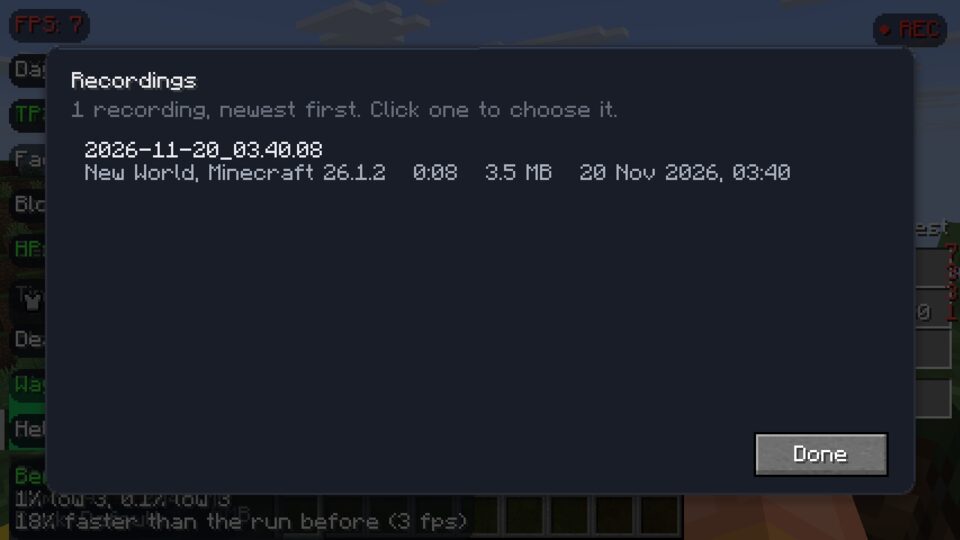 FPS: 7
● REC
Recordings
1 recording, newest first. Click one to choose it.
2026-11-20_03.40.08
New World, Minecraft 26.1.2 0:08 3.5 MB 20 Nov 2026, 03:40
Done
1% low 3, 0.1% low 3
18% faster than the run before (3 fps)